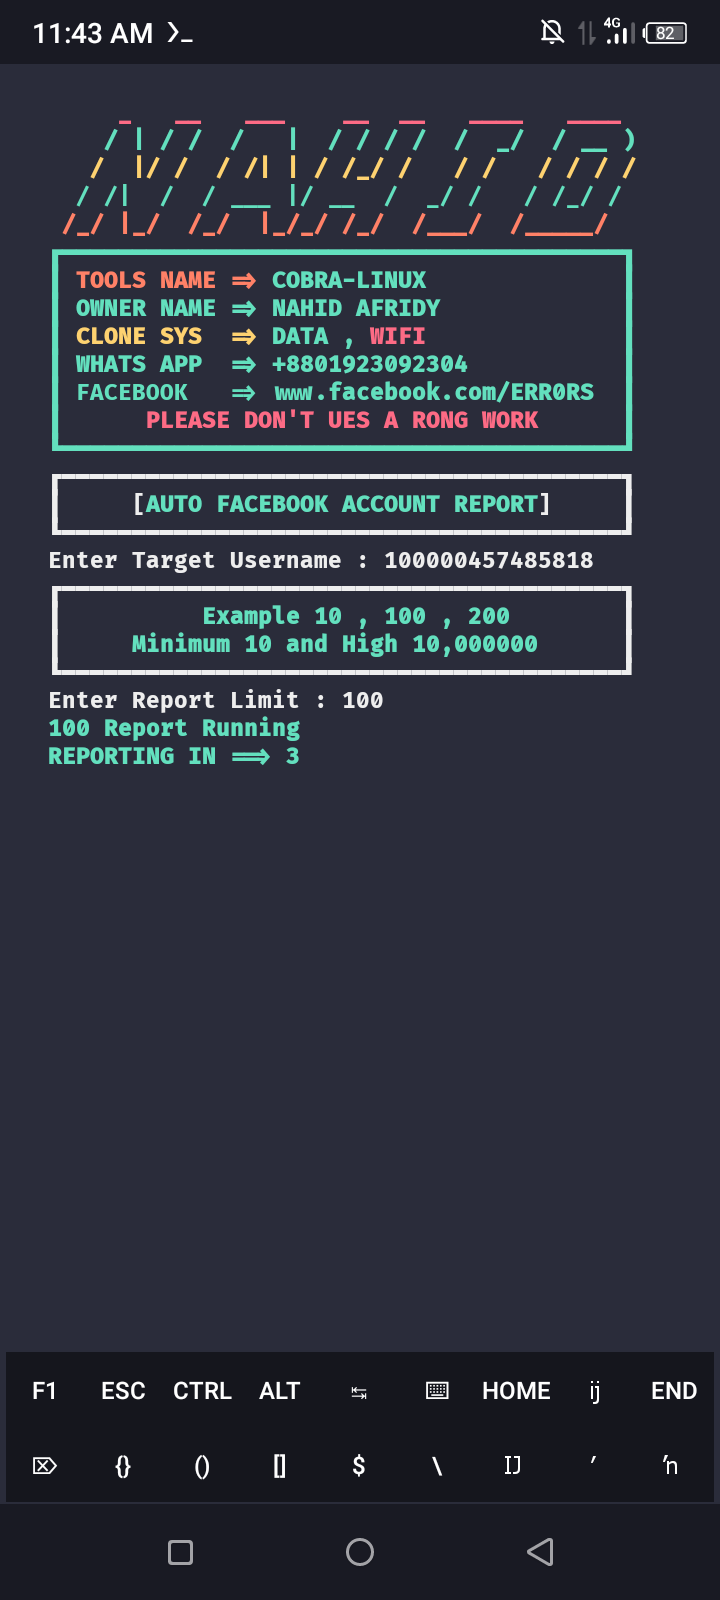 11:43 AM
4G
82
NAHID
TOOLS NAME => COBRA-LINUX
OWNER NAME => NAHID AFRIDY
CLONE SYS => DATA , WIFI
WHATS APP => +8801923092304
FACEBOOK => www.facebook.com/ERR0RS
PLEASE DON'T UES A RONG WORK
[AUTO FACEBOOK ACCOUNT REPORT]
Enter Target Username : 100000457485818
Example 10 , 100 , 200
Minimum 10 and High 10,000000
Enter Report Limit : 100
100 Report Running
REPORTING IN ==> 3
F1 ESC CTRL ALT ↹ HOME ij END
{} () [] $ \ IJ ′ ŉ